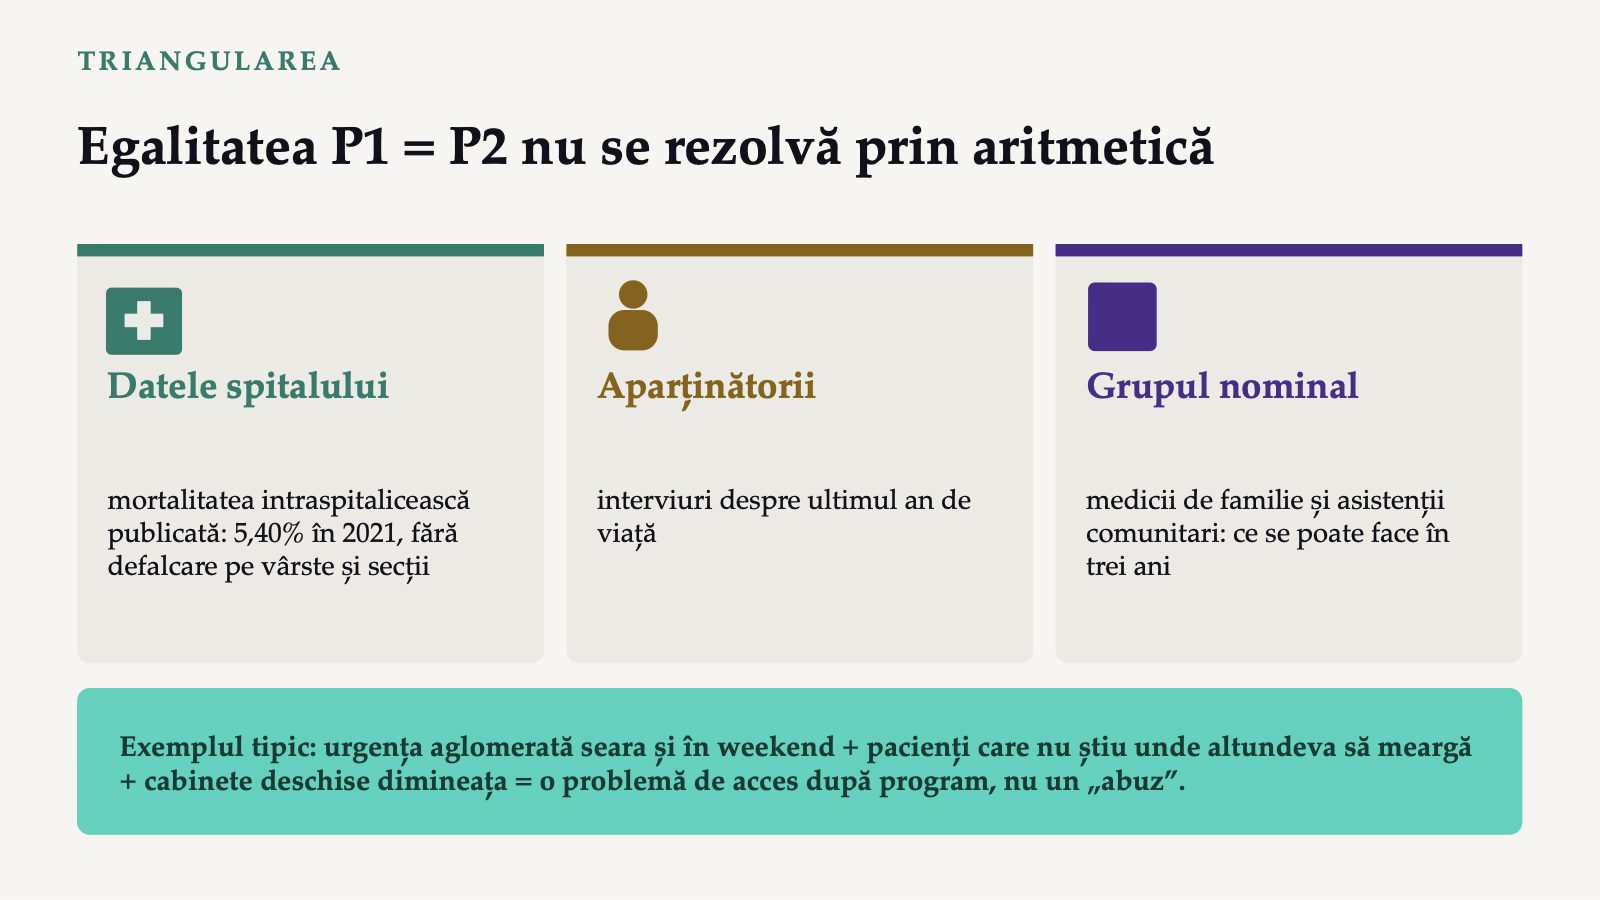 TRIANGULAREA
Egalitatea P1 = P2 nu se rezolvă prin aritmetică
Datele spitalului
mortalitatea intraspitalicească
publicată: 5,40% în 2021, fără
defalcare pe vârste și secții
Aparținătorii
interviuri despre ultimul an de
viață
Grupul nominal
medicii de familie și asistenții
comunitari: ce se poate face în
trei ani
Exemplul tipic: urgența aglomerată seara și în weekend + pacienți care nu știu unde altundeva să meargă
+ cabinete deschise dimineața = o problemă de acces după program, nu un „abuz”.